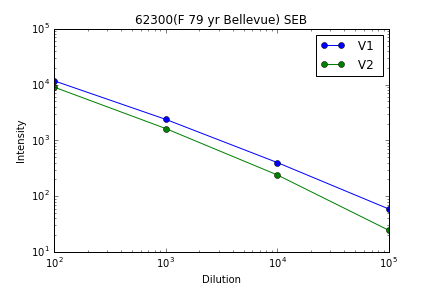 62300(F 79 yr Bellevue) SEB
10^5
10^4
10^3
10^2
10^1
Intensity
V1
V2
10^2 10^3 10^4 10^5
Dilution